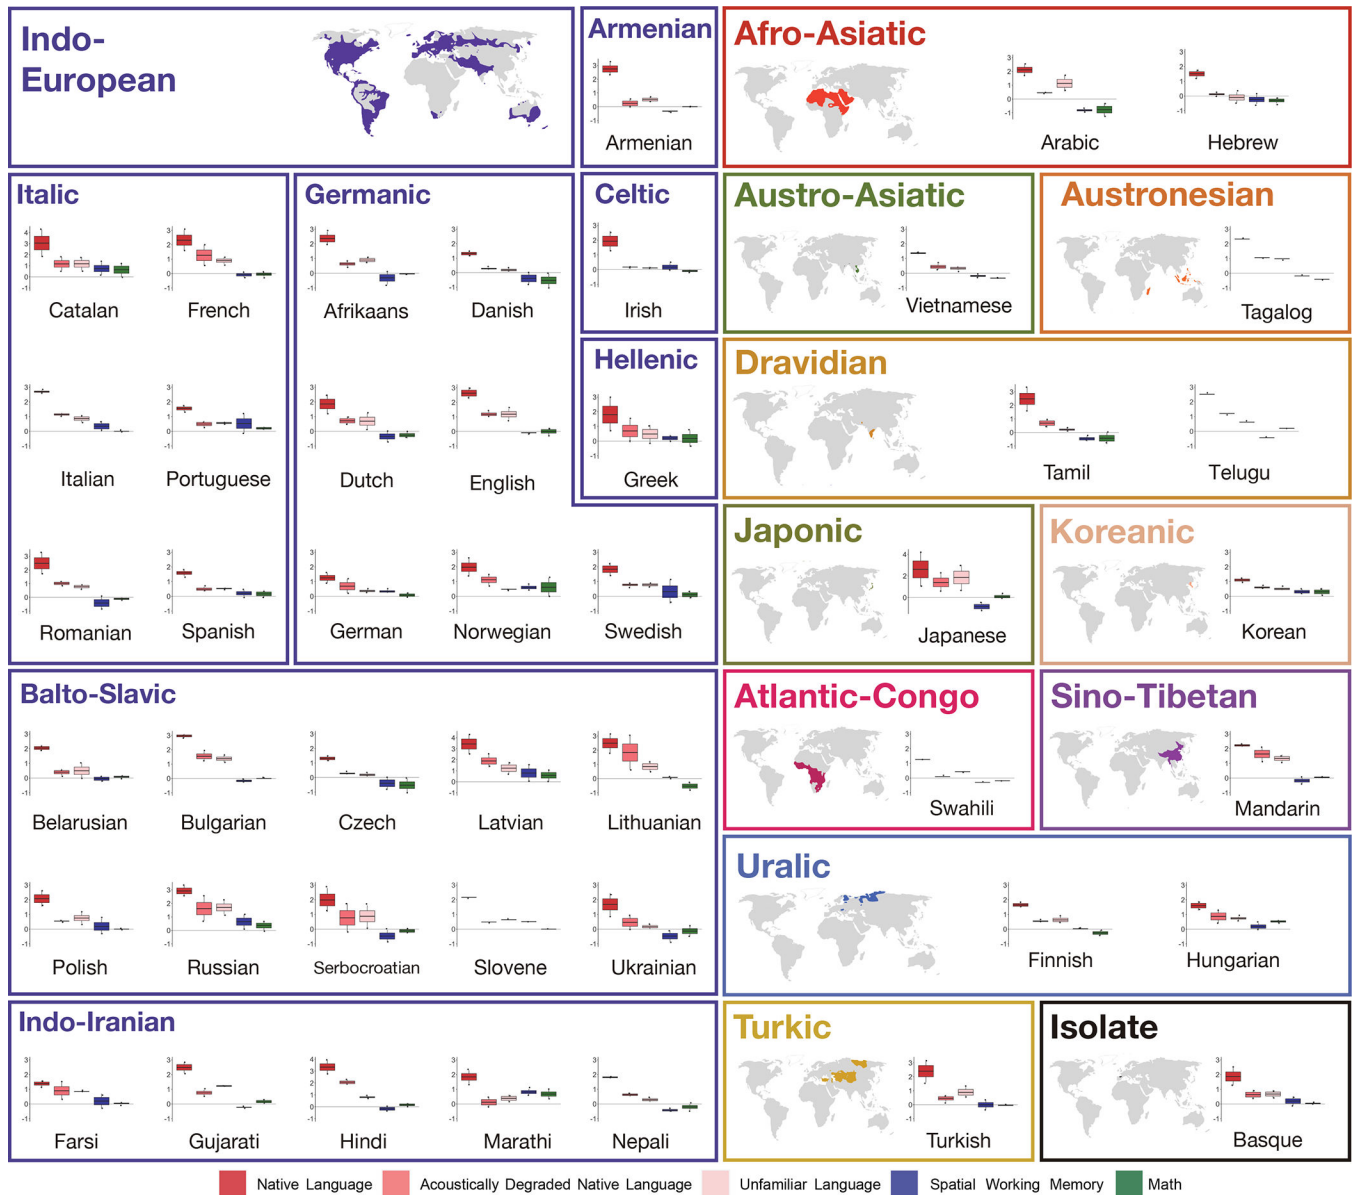 Indo-
European
Armenian
Armenian
Afro-Asiatic
Arabic
Hebrew
Italic
Catalan
French
Italian
Portuguese
Romanian
Spanish
Germanic
Afrikaans
Danish
Dutch
English
German
Norwegian
Swedish
Celtic
Irish
Hellenic
Greek
Austro-Asiatic
Vietnamese
Austronesian
Tagalog
Dravidian
Tamil
Telugu
Japonic
Japanese
Koreanic
Korean
Balto-Slavic
Belarusian
Bulgarian
Czech
Latvian
Lithuanian
Polish
Russian
Serbocroatian
Slovene
Ukrainian
Atlantic-Congo
Swahili
Sino-Tibetan
Mandarin
Uralic
Finnish
Hungarian
Indo-Iranian
Farsi
Gujarati
Hindi
Marathi
Nepali
Turkic
Turkish
Isolate
Basque
Native Language
Acoustically Degraded Native Language
Unfamiliar Language
Spatial Working Memory
Math